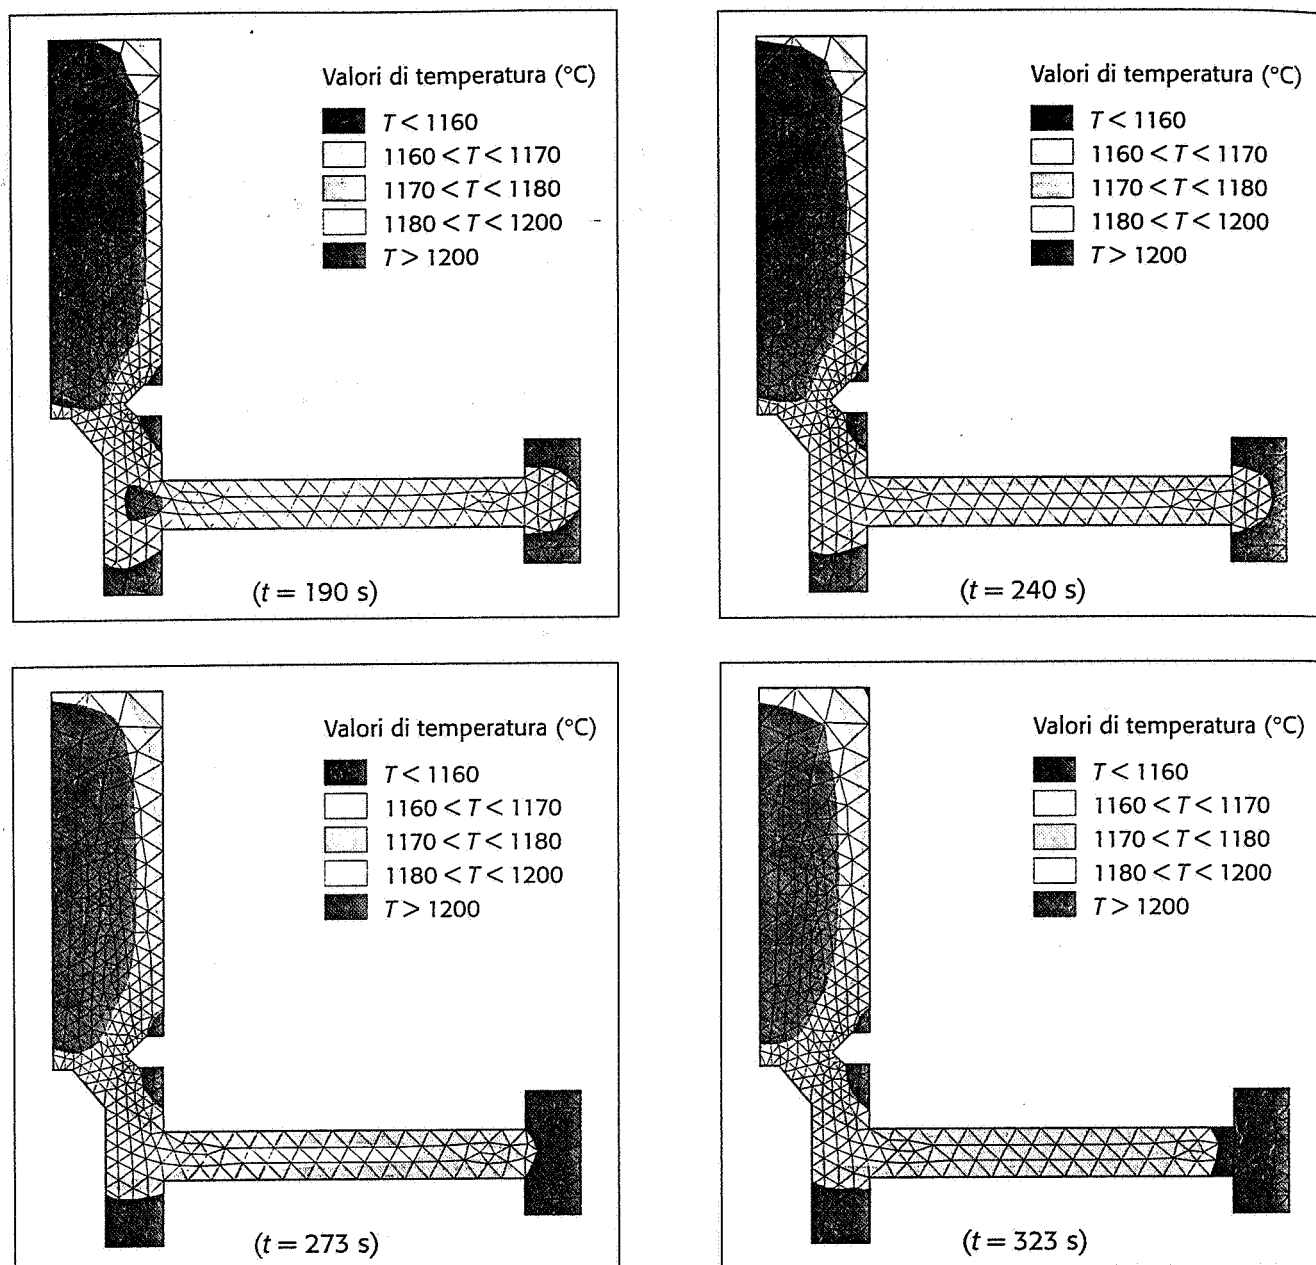 Valori di temperatura (°C)
T < 1160
1160 < T < 1170
1170 < T < 1180
1180 < T < 1200
T > 1200
(t = 190 s)
Valori di temperatura (°C)
T < 1160
1160 < T < 1170
1170 < T < 1180
1180 < T < 1200
T > 1200
(t = 240 s)
Valori di temperatura (°C)
T < 1160
1160 < T < 1170
1170 < T < 1180
1180 < T < 1200
T > 1200
(t = 273 s)
Valori di temperatura (°C)
T < 1160
1160 < T < 1170
1170 < T < 1180
1180 < T < 1200
T > 1200
(t = 323 s)